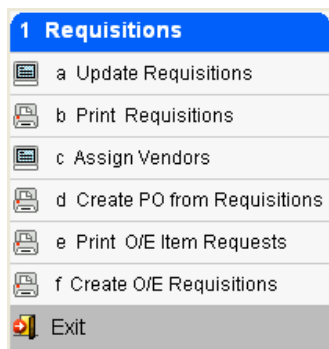 1 Requisitions
a Update Requisitions
b Print Requisitions
c Assign Vendors
d Create PO from Requisitions
e Print O/E Item Requests
f Create O/E Requisitions
Exit